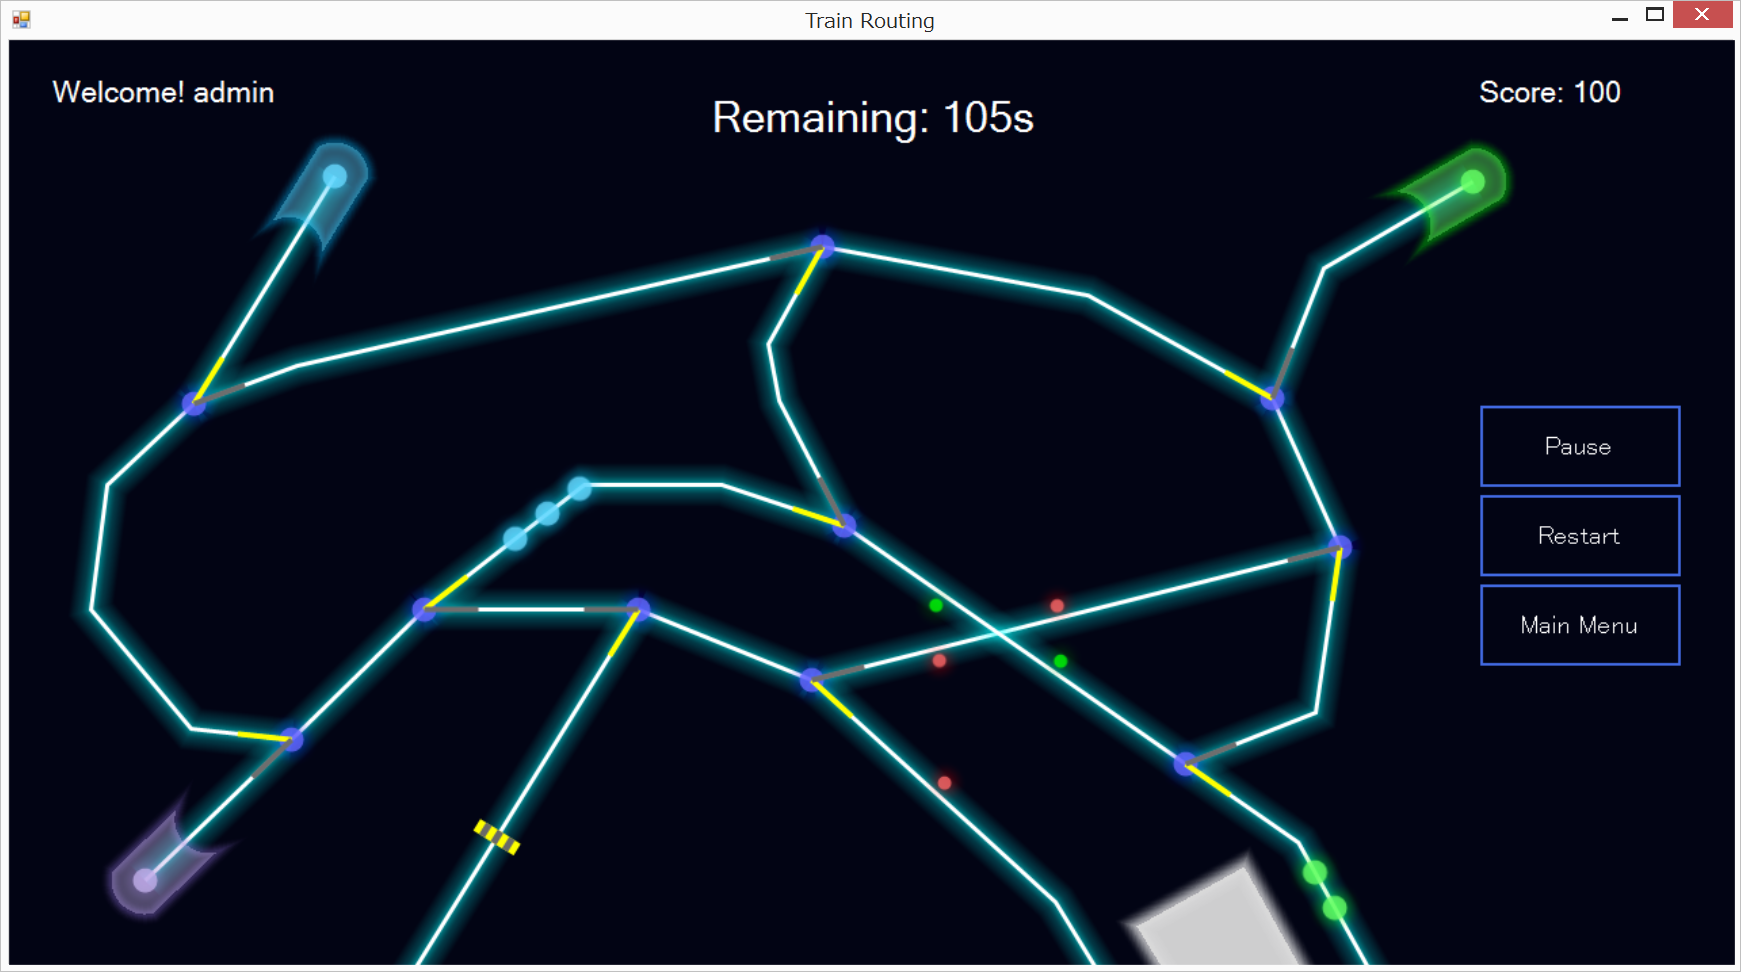 Train Routing
Welcome! admin
Remaining: 105s
Score: 100
Pause
Restart
Main Menu